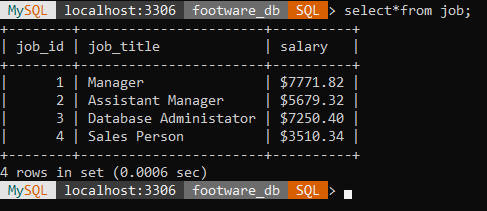 MySQL localhost:3306 footware_db SQL > select*from job;
+--------+-----------------------+----------+
| job_id | job_title             | salary   |
+--------+-----------------------+----------+
|      1 | Manager               | $7771.82 |
|      2 | Assistant Manager     | $5679.32 |
|      3 | Database Administator | $7250.40 |
|      4 | Sales Person          | $3510.34 |
+--------+-----------------------+----------+
4 rows in set (0.0006 sec)
MySQL localhost:3306 footware_db SQL >